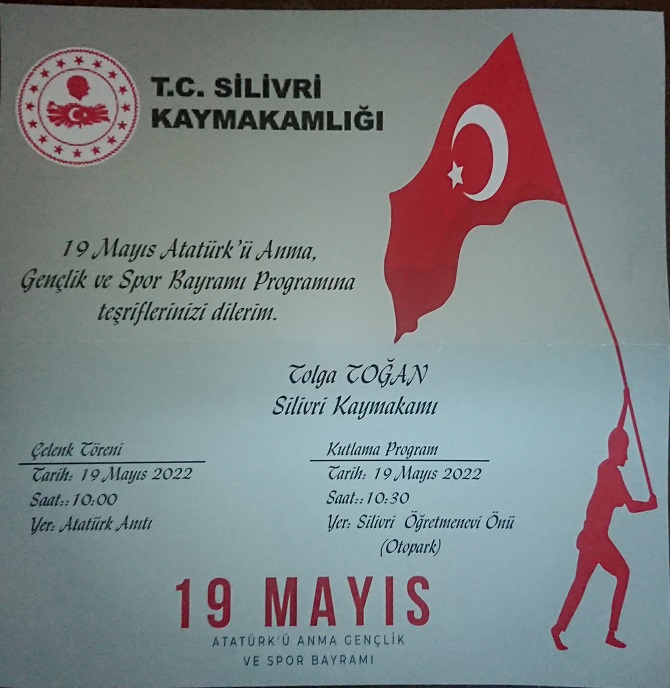 T.C. SİLİVRİ
KAYMAKAMLIĞI
19 Mayıs Atatürk'ü Anma,
Gençlik ve Spor Bayramı Programına
teşriflerinizi dilerim.
Tolga TOĞAN
Silivri Kaymakamı
Çelenk Töreni
Tarih: 19 Mayıs 2022
Saat:: 10:00
Yer: Atatürk Anıtı
Kutlama Program
Tarih: 19 Mayıs 2022
Saat:: 10:30
Yer: Silivri Öğretmenevi Önü
(Otopark)
19 MAYIS
ATATÜRK'Ü ANMA GENÇLİK
VE SPOR BAYRAMI